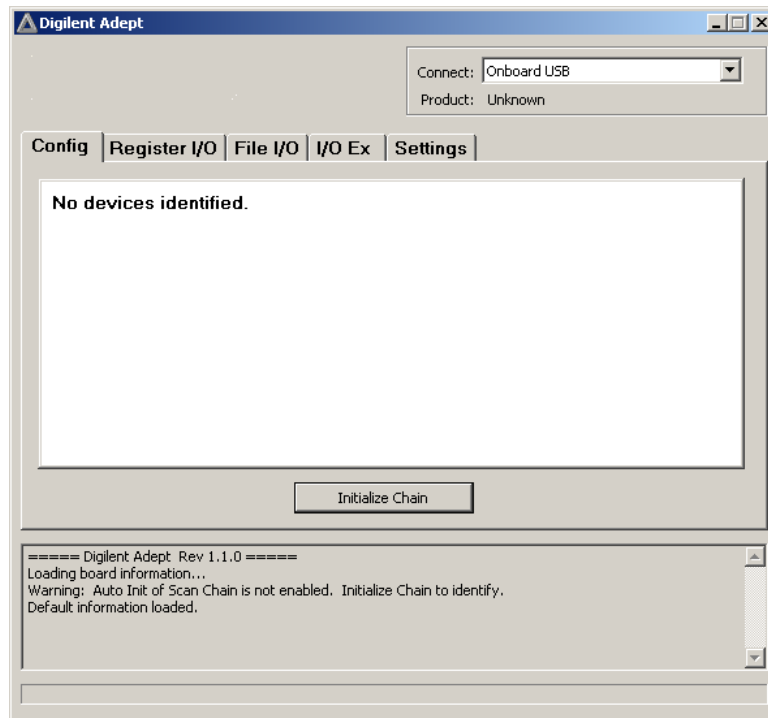 Digilent Adept
Connect: Onboard USB
Product: Unknown
Config Register I/O File I/O I/O Ex Settings
No devices identified.
Initialize Chain
===== Digilent Adept Rev 1.1.0 =====
Loading board information...
Warning: Auto Init of Scan Chain is not enabled. Initialize Chain to identify.
Default information loaded.